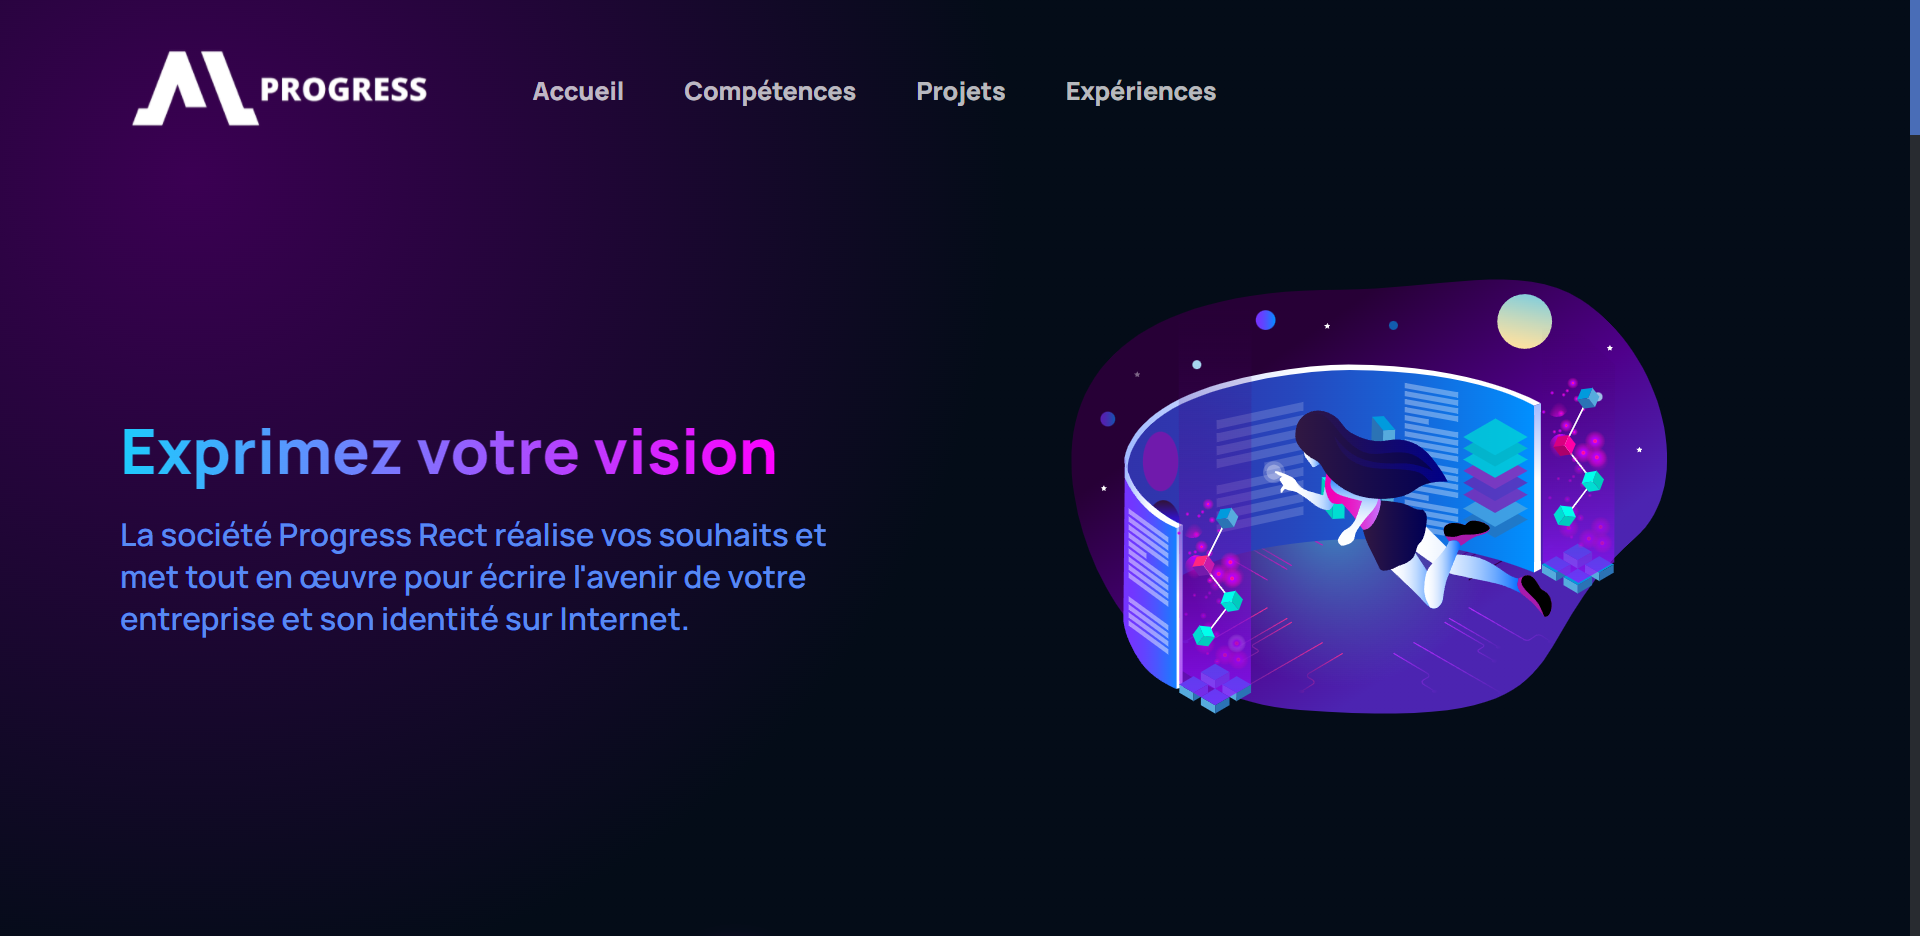 PROGRESS
Accueil Compétences Projets Expériences
Exprimez votre vision
La société Progress Rect réalise vos souhaits et
met tout en œuvre pour écrire l'avenir de votre
entreprise et son identité sur Internet.